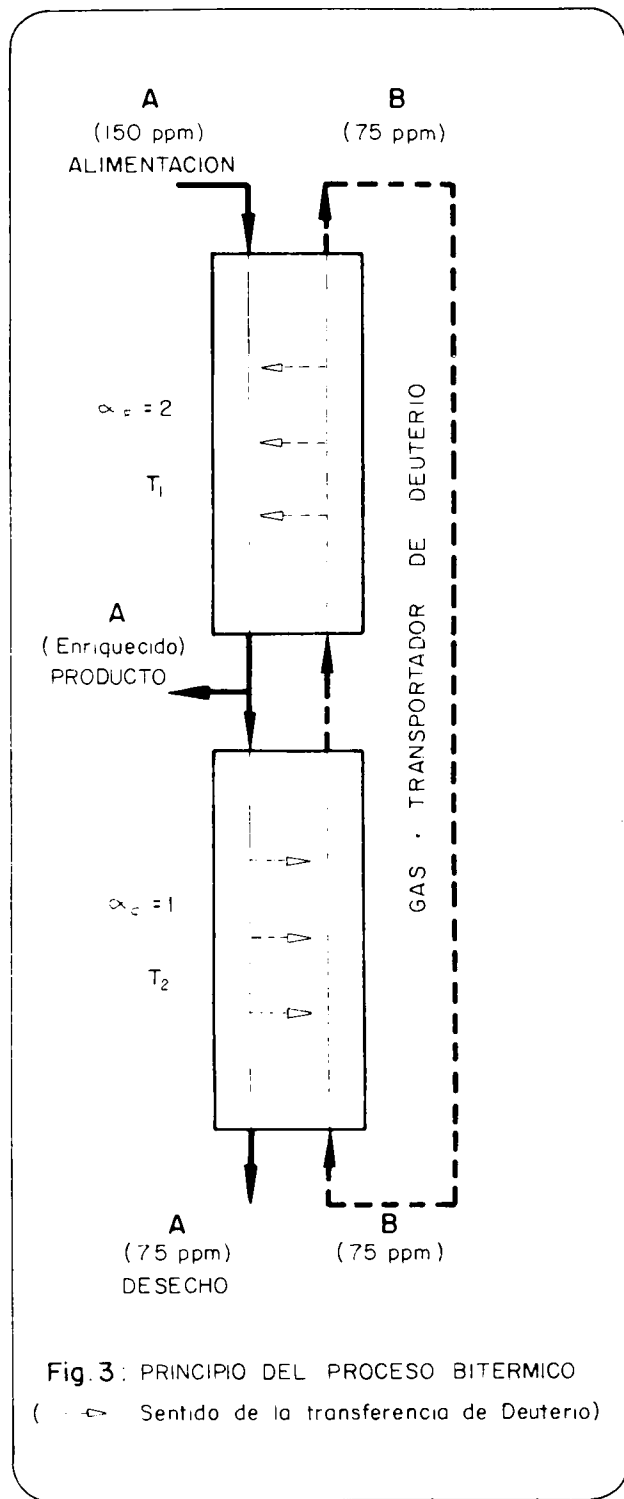 A
(150 ppm)
ALIMENTACION
B
(75 ppm)
αc = 2
T1
GAS · TRANSPORTADOR DE DEUTERIO
A
(Enriquecido)
PRODUCTO
αc = 1
T2
A
(75 ppm)
DESECHO
B
(75 ppm)
Fig. 3: PRINCIPIO DEL PROCESO BITERMICO
( Sentido de la transferencia de Deuterio)